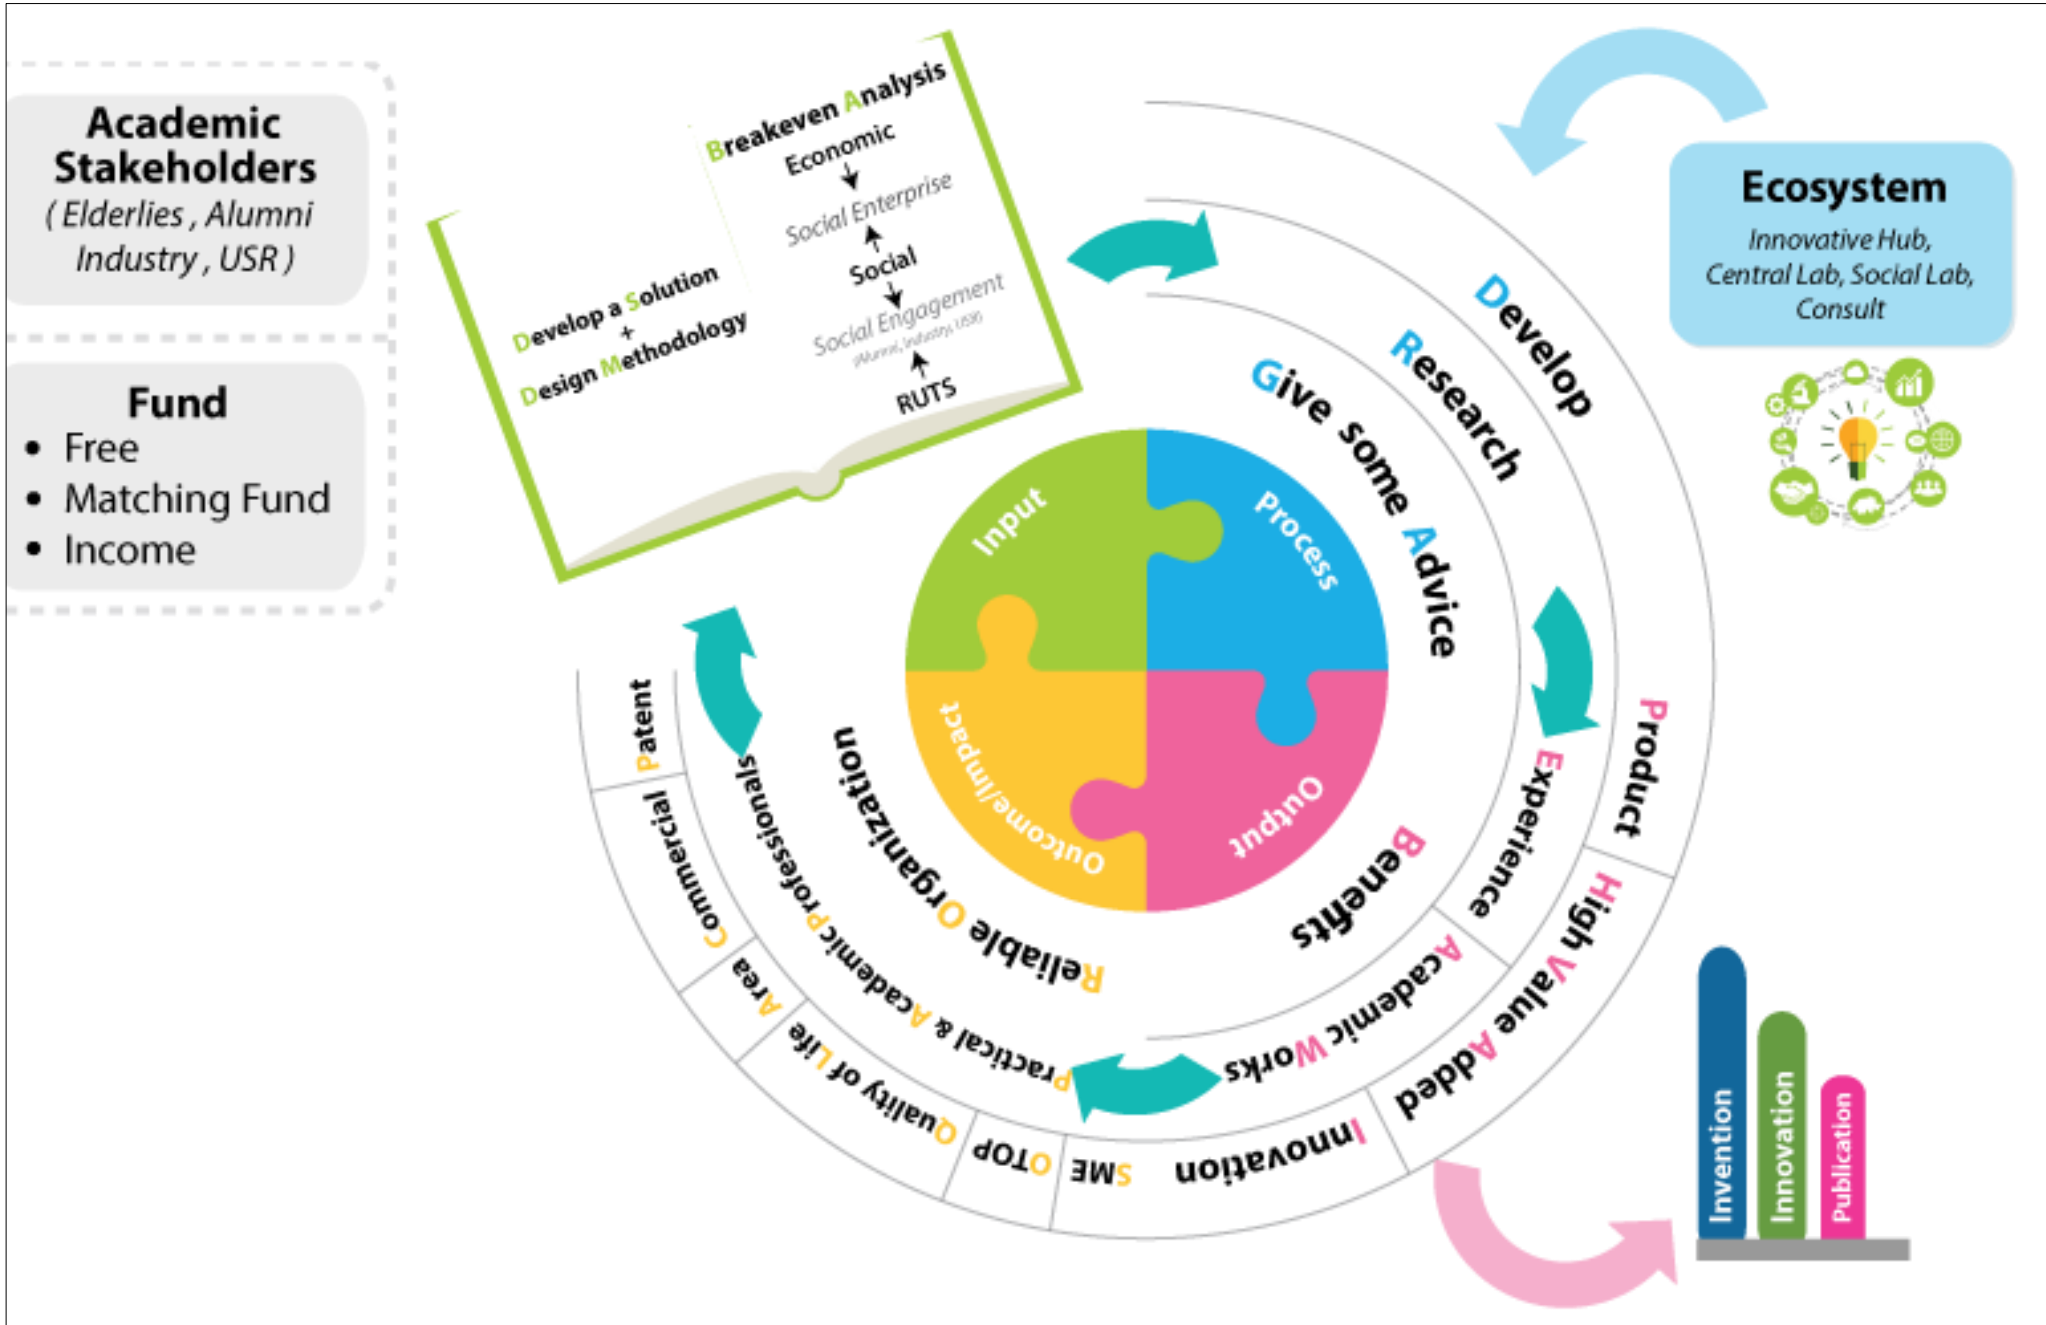 Academic
Stakeholders
( Elderlies , Alumni
Industry , USR )
Fund
• Free
• Matching Fund
• Income
Develop a Solution
+
Design Methodology
Breakeven Analysis
Economic
Social Enterprise
Social
Social Engagement
(Alumni, Industry, USR)
RUTS
Ecosystem
Innovative Hub,
Central Lab, Social Lab,
Consult
Develop
Research
Give some Advice
Input
Process
Output
Outcome/Impact
Product
Experience
Benefits
High Value Added
Academic Works
Innovation
Reliable Organization
Practical & Academic Professionals
SME
OTOP
Quality of Life
Area
Commercial
Patent
Invention
Innovation
Publication